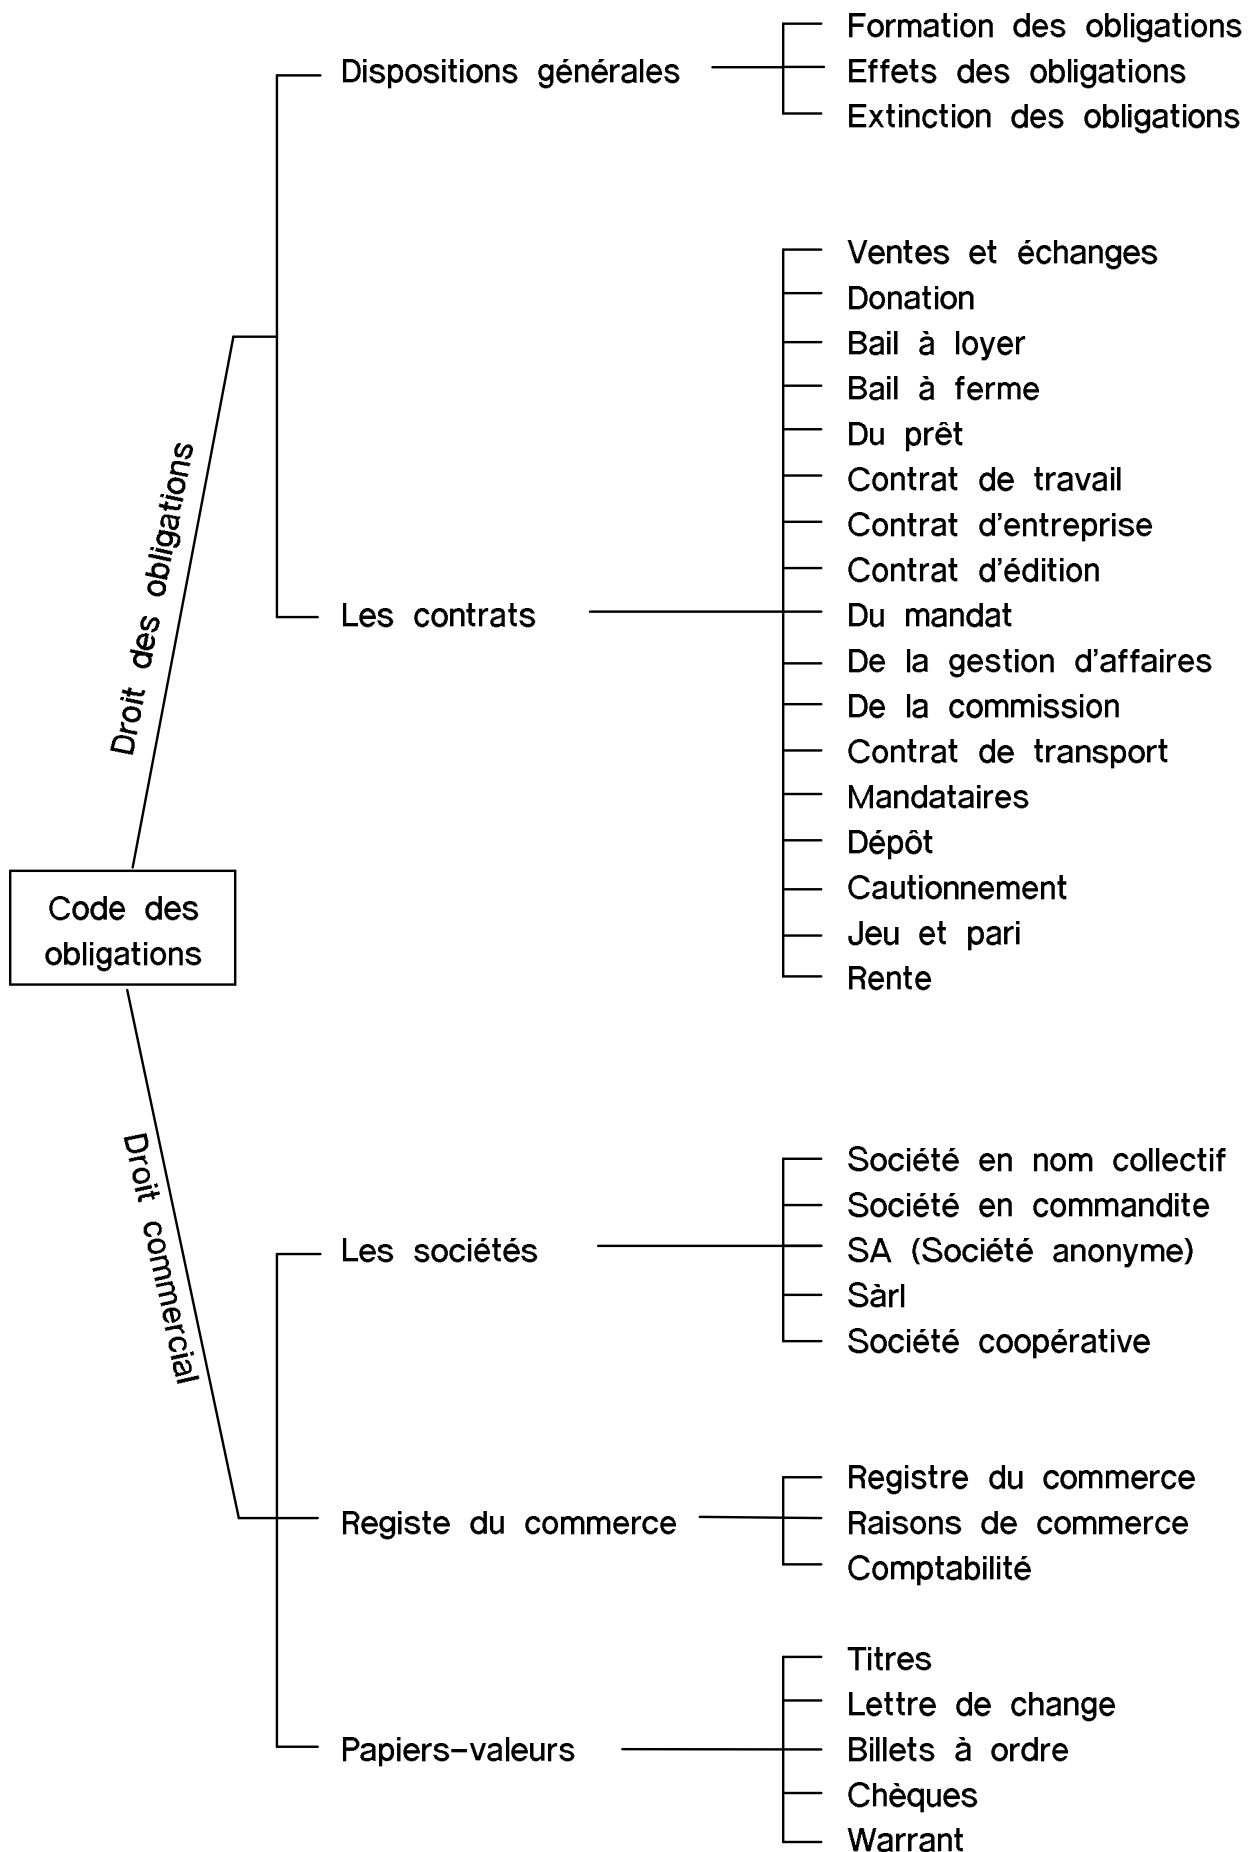 Formation des obligations
Dispositions générales
Effets des obligations
Extinction des obligations
Droit des obligations
Ventes et échanges
Donation
Bail à loyer
Bail à ferme
Du prêt
Contrat de travail
Contrat d'entreprise
Contrat d'édition
Les contrats
Du mandat
De la gestion d'affaires
De la commission
Contrat de transport
Mandataires
Dépôt
Cautionnement
Jeu et pari
Rente
Code des
obligations
Droit commercial
Société en nom collectif
Société en commandite
Les sociétés
SA (Société anonyme)
Sàrl
Société coopérative
Registre du commerce
Registe du commerce
Raisons de commerce
Comptabilité
Titres
Lettre de change
Papiers-valeurs
Billets à ordre
Chèques
Warrant